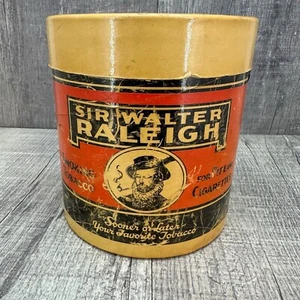 SIR WALTER
RALEIGH
SMOKING
TOBACCO
FOR PIPE AND
CIGARETTES
"Sooner or Later
Your Favorite Tobacco"